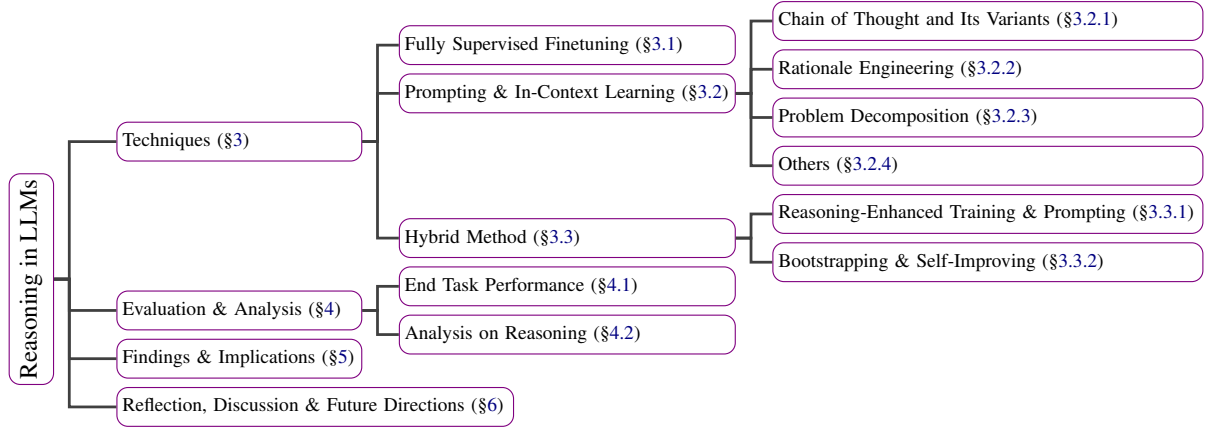 Reasoning in LLMs
Techniques (§3)
Fully Supervised Finetuning (§3.1)
Prompting & In-Context Learning (§3.2)
Chain of Thought and Its Variants (§3.2.1)
Rationale Engineering (§3.2.2)
Problem Decomposition (§3.2.3)
Others (§3.2.4)
Hybrid Method (§3.3)
Reasoning-Enhanced Training & Prompting (§3.3.1)
Bootstrapping & Self-Improving (§3.3.2)
Evaluation & Analysis (§4)
End Task Performance (§4.1)
Analysis on Reasoning (§4.2)
Findings & Implications (§5)
Reflection, Discussion & Future Directions (§6)